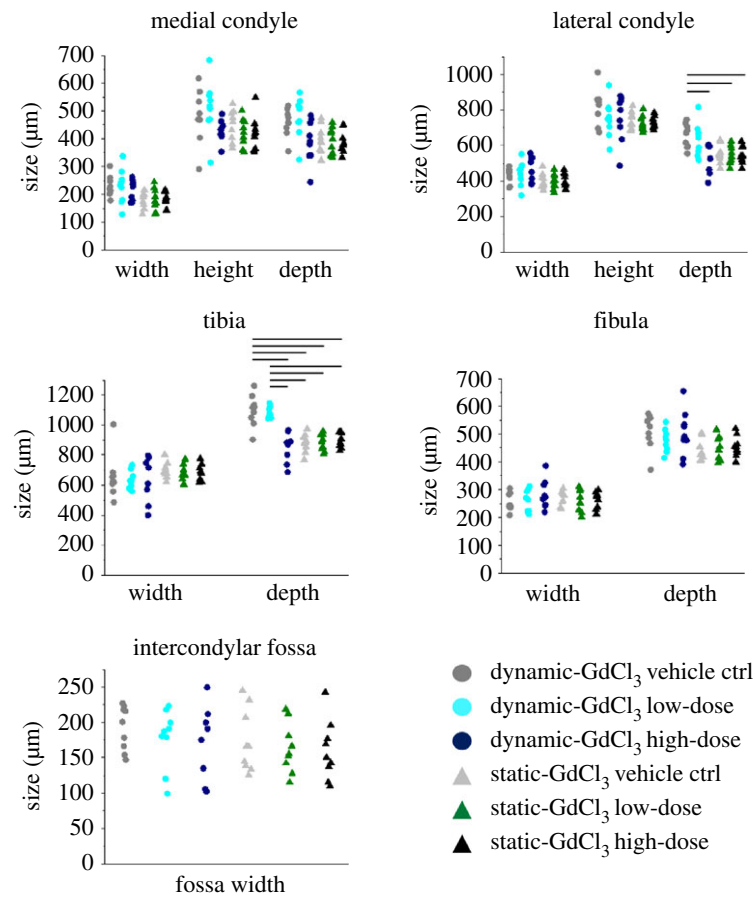 medial condyle
700
600
500
400
300
200
100
0
size (µm)
width height depth
lateral condyle
1000
800
600
400
200
0
size (µm)
width height depth
tibia
1200
1000
800
600
400
200
0
size (µm)
width depth
fibula
700
600
500
400
300
200
100
0
size (µm)
width depth
intercondylar fossa
250
200
150
100
50
0
size (µm)
fossa width
dynamic-GdCl3 vehicle ctrl
dynamic-GdCl3 low-dose
dynamic-GdCl3 high-dose
static-GdCl3 vehicle ctrl
static-GdCl3 low-dose
static-GdCl3 high-dose